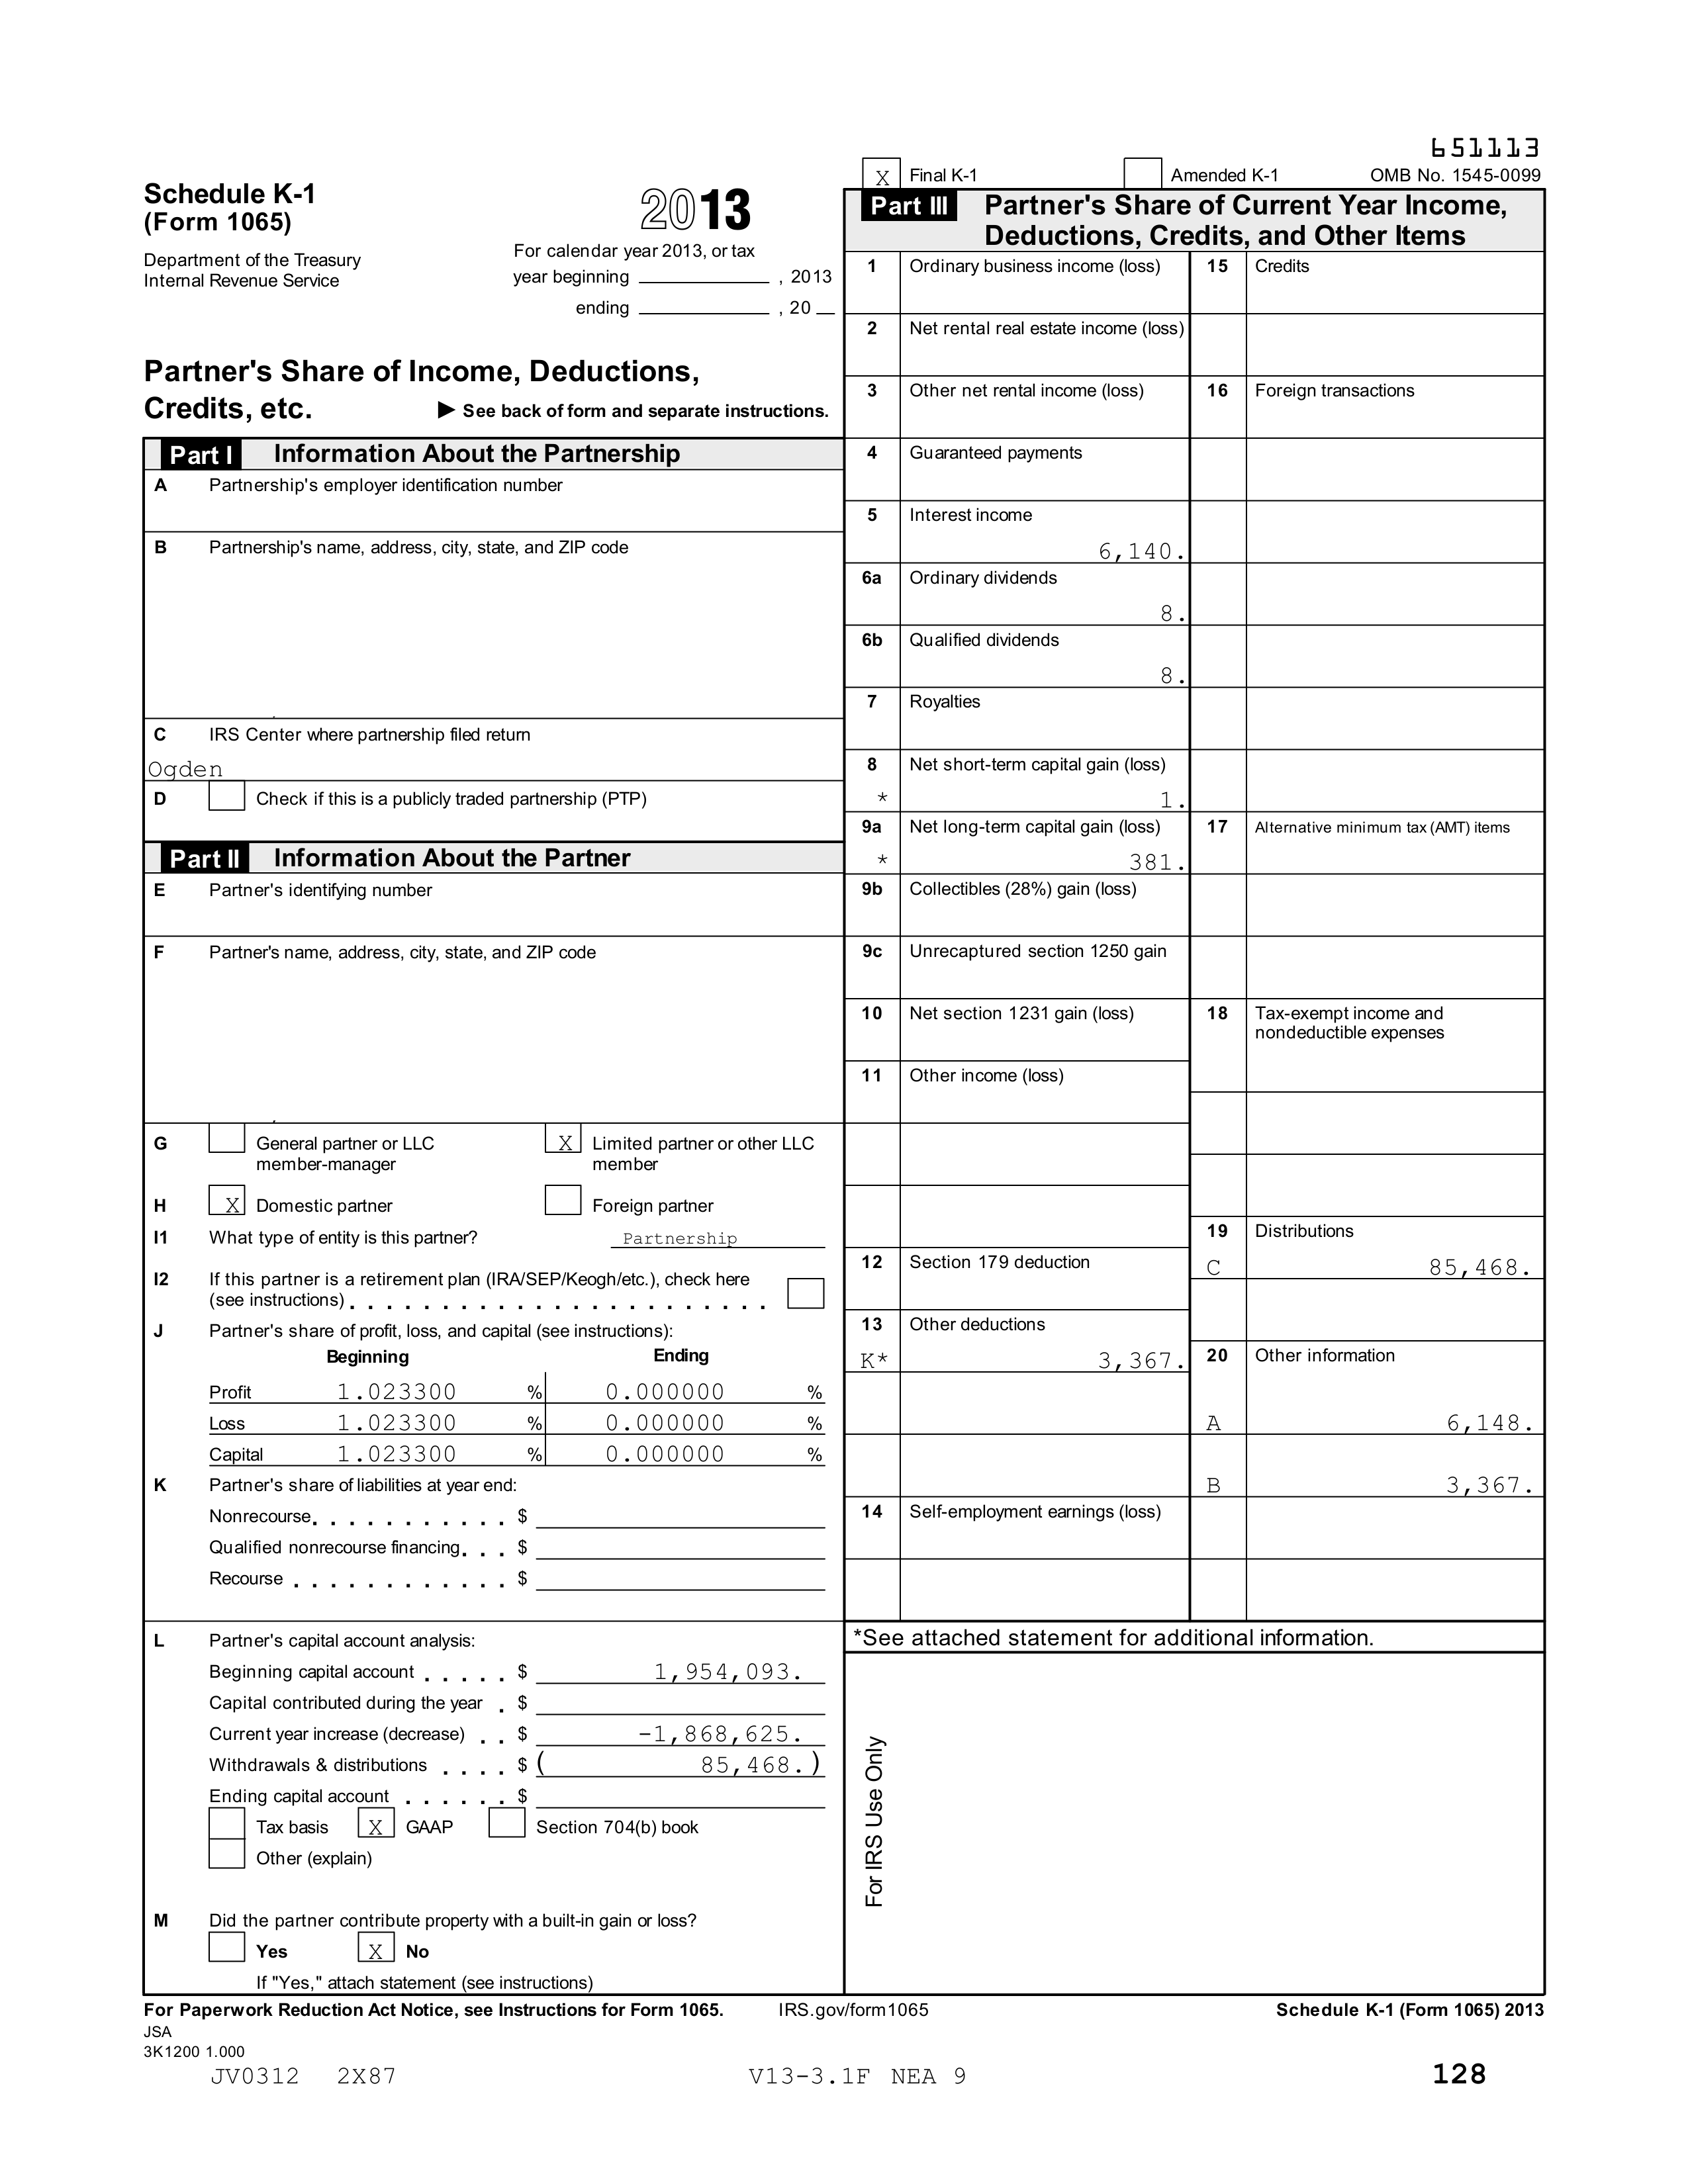 651113
X Final K-1 Amended K-1 OMB No. 1545-0099
Schedule K-1
(Form 1065)
2013
Department of the Treasury
Internal Revenue Service
For calendar year 2013, or tax
year beginning , 2013
ending , 20
Partner's Share of Income, Deductions,
Credits, etc. ► See back of form and separate instructions.
Part I Information About the Partnership
A Partnership's employer identification number
B Partnership's name, address, city, state, and ZIP code
C IRS Center where partnership filed return
Ogden
D Check if this is a publicly traded partnership (PTP)
Part II Information About the Partner
E Partner's identifying number
F Partner's name, address, city, state, and ZIP code
G General partner or LLC
member-manager
X Limited partner or other LLC
member
H X Domestic partner Foreign partner
I1 What type of entity is this partner? Partnership
I2 If this partner is a retirement plan (IRA/SEP/Keogh/etc.), check here
(see instructions) . . . . . . . . . . . . . . . . . . . . . . .
J Partner's share of profit, loss, and capital (see instructions):
Beginning Ending
Profit 1.023300 % 0.000000 %
Loss 1.023300 % 0.000000 %
Capital 1.023300 % 0.000000 %
K Partner's share of liabilities at year end:
Nonrecourse . . . . . . . . . . . $
Qualified nonrecourse financing . . . $
Recourse . . . . . . . . . . . . $
L Partner's capital account analysis:
Beginning capital account . . . . . $ 1,954,093.
Capital contributed during the year . $
Current year increase (decrease) . . $ -1,868,625.
Withdrawals & distributions . . . . $ ( 85,468. )
Ending capital account . . . . . . $
Tax basis X GAAP Section 704(b) book
Other (explain)
M Did the partner contribute property with a built-in gain or loss?
Yes X No
If "Yes," attach statement (see instructions)
Part III Partner's Share of Current Year Income,
Deductions, Credits, and Other Items
1 Ordinary business income (loss)
2 Net rental real estate income (loss)
3 Other net rental income (loss)
4 Guaranteed payments
5 Interest income
6,140.
6a Ordinary dividends
8.
6b Qualified dividends
8.
7 Royalties
8 Net short-term capital gain (loss)
* 1.
9a Net long-term capital gain (loss)
* 381.
9b Collectibles (28%) gain (loss)
9c Unrecaptured section 1250 gain
10 Net section 1231 gain (loss)
11 Other income (loss)
12 Section 179 deduction
13 Other deductions
K* 3,367.
14 Self-employment earnings (loss)
15 Credits
16 Foreign transactions
17 Alternative minimum tax (AMT) items
18 Tax-exempt income and
nondeductible expenses
19 Distributions
C 85,468.
20 Other information
A 6,148.
B 3,367.
*See attached statement for additional information.
For IRS Use Only
For Paperwork Reduction Act Notice, see Instructions for Form 1065. IRS.gov/form1065 Schedule K-1 (Form 1065) 2013
JSA
3K1200 1.000
JV0312 2X87 V13-3.1F NEA 9 128